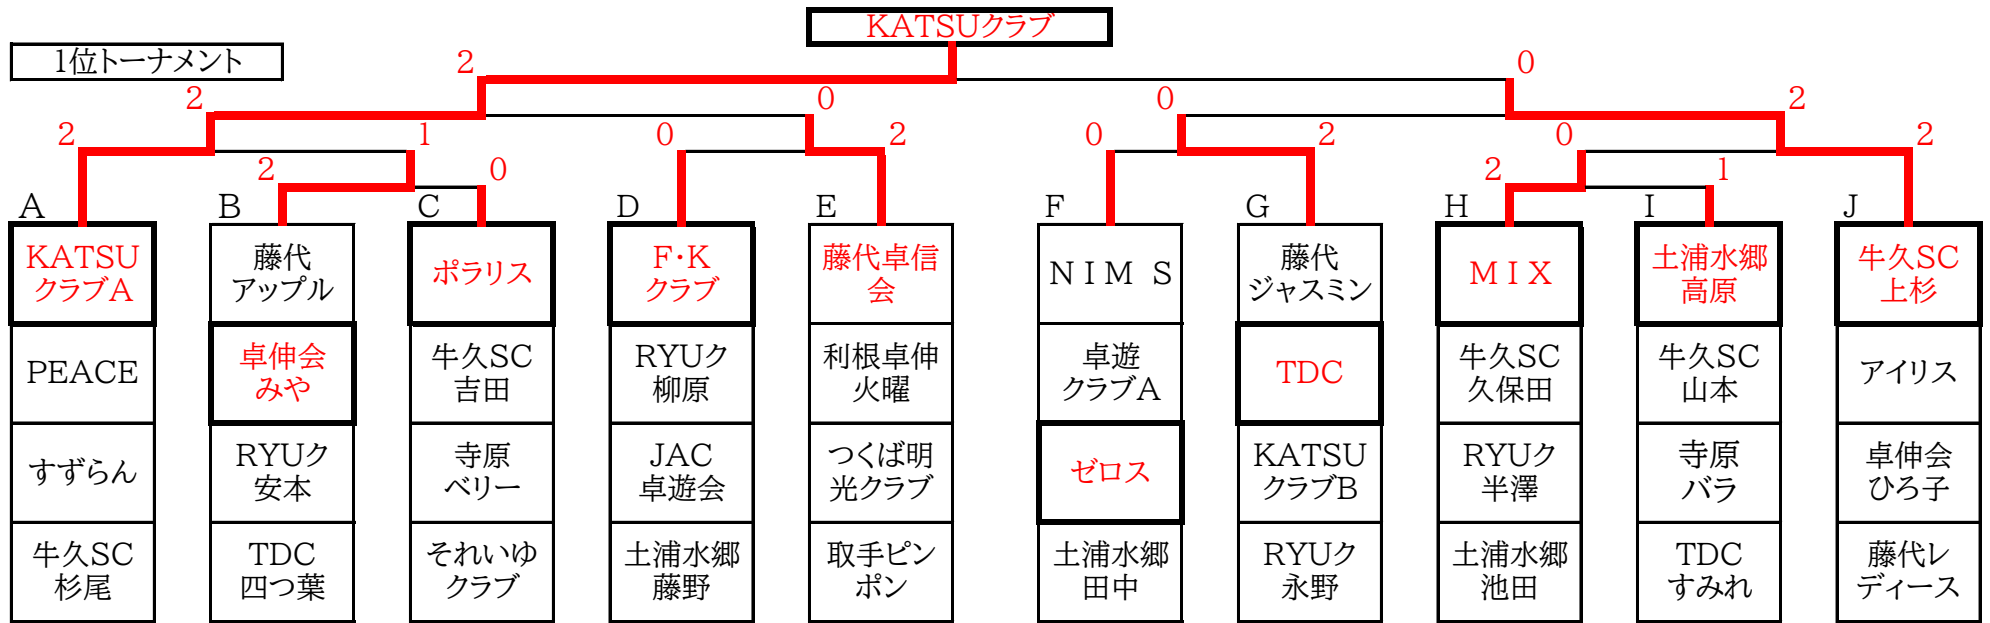 KATSUクラブ
1位トーナメント
2 0
2 0 0 2
2 1 0 2 0 2 0 2
2 0 2 1
A B C D E F G H I J
KATSU
クラブA
藤代
アップル
ポラリス
F・K
クラブ
藤代卓信
会
NIMS
藤代
ジャスミン
MIX
土浦水郷
高原
牛久SC
上杉
PEACE
卓伸会
みや
牛久SC
吉田
RYUク
柳原
利根卓伸
火曜
卓遊
クラブA
TDC
牛久SC
久保田
牛久SC
山本
アイリス
すずらん
RYUク
安本
寺原
ベリー
JAC
卓遊会
つくば明
光クラブ
ゼロス
KATSU
クラブB
RYUク
半澤
寺原
バラ
卓伸会
ひろ子
牛久SC
杉尾
TDC
四つ葉
それいゆ
クラブ
土浦水郷
藤野
取手ピン
ポン
土浦水郷
田中
RYUク
永野
土浦水郷
池田
TDC
すみれ
藤代レ
ディース